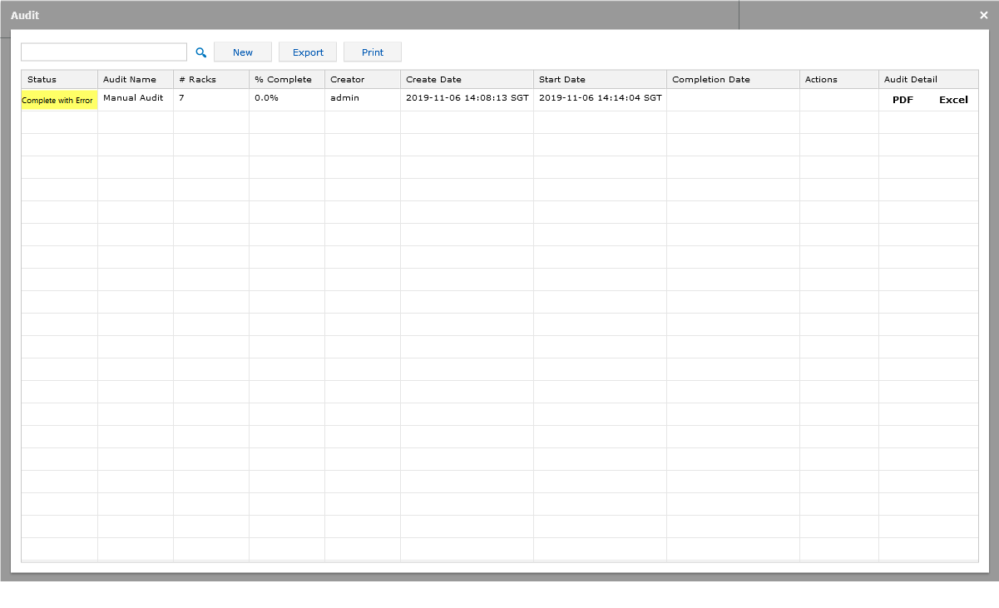 Audit
New Export Print
Status Audit Name # Racks % Complete Creator Create Date Start Date Completion Date Actions Audit Detail
Complete with Error Manual Audit 7 0.0% admin 2019-11-06 14:08:13 SGT 2019-11-06 14:14:04 SGT PDF Excel